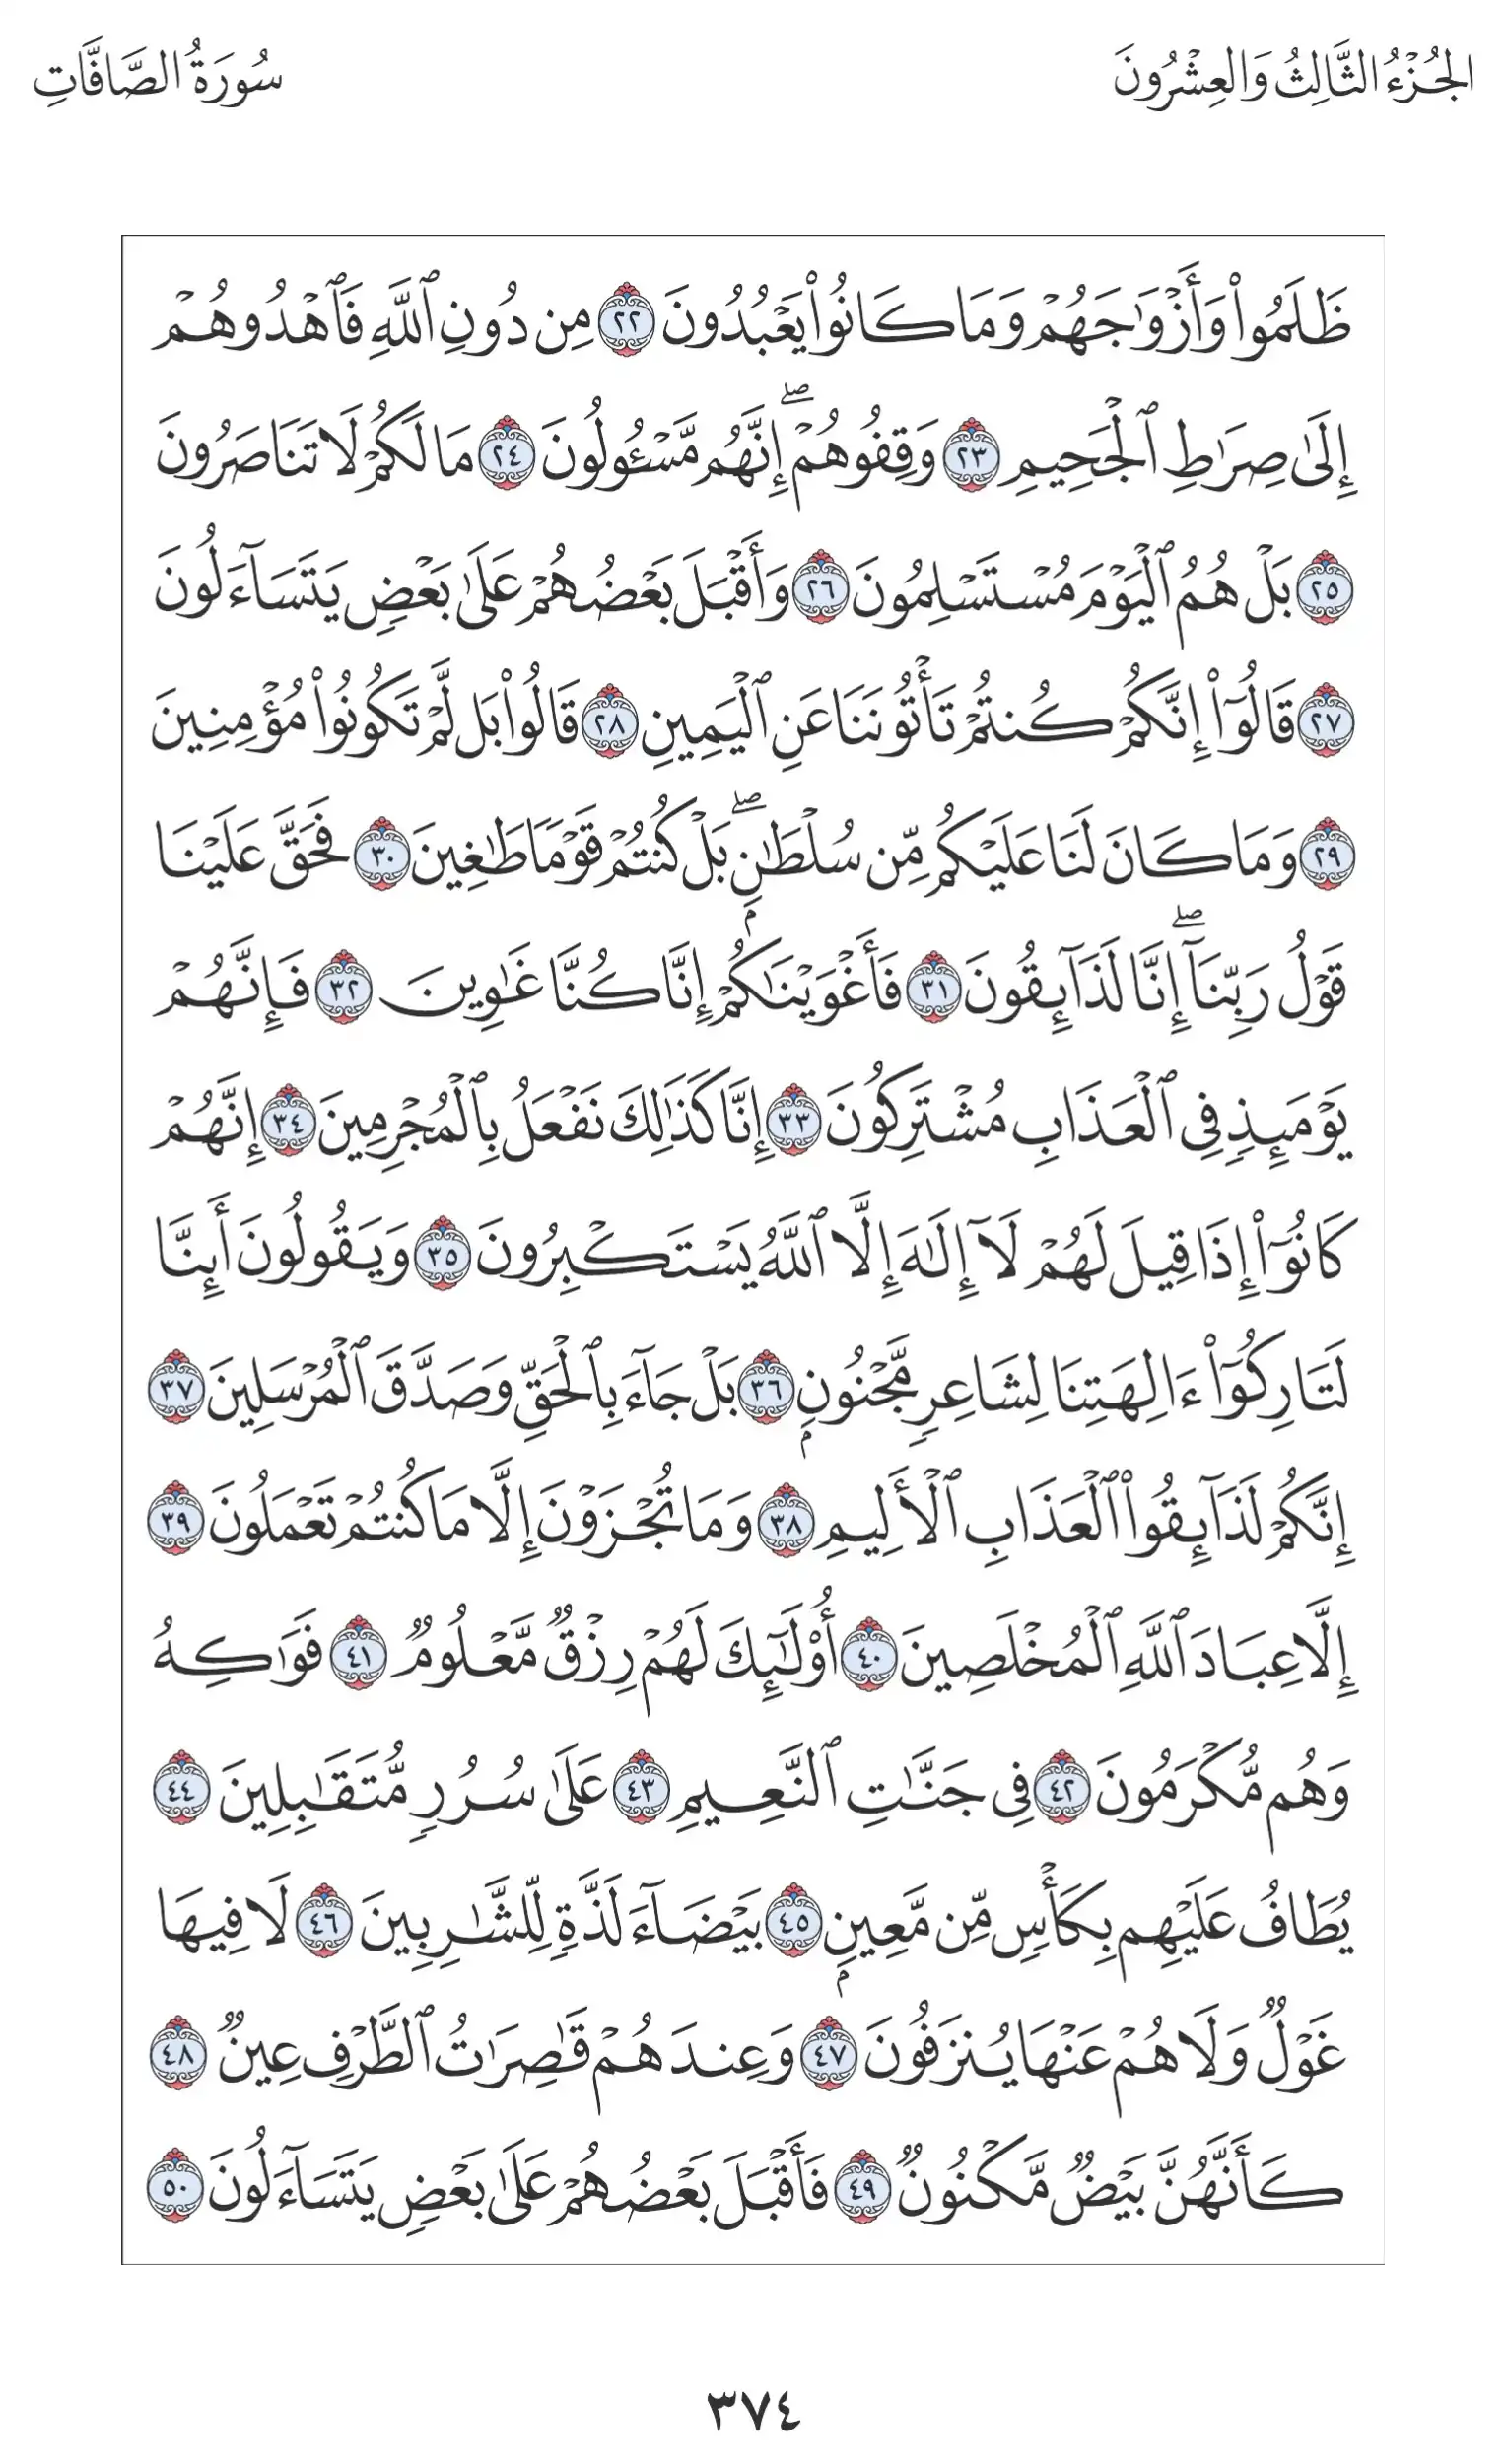 الجُزْءُ الثَّالِثُ وَالعِشْرُونَ
سُورَةُ الصَّافَّاتِ
ظَلَمُوا۟ وَأَزْوَٰجَهُمْ وَمَا كَانُوا۟ يَعْبُدُونَ ٢٢ مِن دُونِ ٱللَّهِ فَٱهْدُوهُمْ
إِلَىٰ صِرَٰطِ ٱلْجَحِيمِ ٢٣ وَقِفُوهُمْ ۖ إِنَّهُم مَّسْـُٔولُونَ ٢٤ مَا لَكُمْ لَا تَنَاصَرُونَ
٢٥ بَلْ هُمُ ٱلْيَوْمَ مُسْتَسْلِمُونَ ٢٦ وَأَقْبَلَ بَعْضُهُمْ عَلَىٰ بَعْضٍ يَتَسَآءَلُونَ
٢٧ قَالُوٓا۟ إِنَّكُمْ كُنتُمْ تَأْتُونَنَا عَنِ ٱلْيَمِينِ ٢٨ قَالُوا۟ بَل لَّمْ تَكُونُوا۟ مُؤْمِنِينَ
٢٩ وَمَا كَانَ لَنَا عَلَيْكُم مِّن سُلْطَٰنٍۭ ۖ بَلْ كُنتُمْ قَوْمًا طَٰغِينَ ٣٠ فَحَقَّ عَلَيْنَا
قَوْلُ رَبِّنَآ ۖ إِنَّا لَذَآئِقُونَ ٣١ فَأَغْوَيْنَٰكُمْ إِنَّا كُنَّا غَٰوِينَ ٣٢ فَإِنَّهُمْ
يَوْمَئِذٍ فِى ٱلْعَذَابِ مُشْتَرِكُونَ ٣٣ إِنَّا كَذَٰلِكَ نَفْعَلُ بِٱلْمُجْرِمِينَ ٣٤ إِنَّهُمْ
كَانُوٓا۟ إِذَا قِيلَ لَهُمْ لَآ إِلَٰهَ إِلَّا ٱللَّهُ يَسْتَكْبِرُونَ ٣٥ وَيَقُولُونَ أَئِنَّا
لَتَارِكُوٓا۟ ءَالِهَتِنَا لِشَاعِرٍ مَّجْنُونٍۭ ٣٦ بَلْ جَآءَ بِٱلْحَقِّ وَصَدَّقَ ٱلْمُرْسَلِينَ ٣٧
إِنَّكُمْ لَذَآئِقُوا۟ ٱلْعَذَابِ ٱلْأَلِيمِ ٣٨ وَمَا تُجْزَوْنَ إِلَّا مَا كُنتُمْ تَعْمَلُونَ ٣٩
إِلَّا عِبَادَ ٱللَّهِ ٱلْمُخْلَصِينَ ٤٠ أُو۟لَٰٓئِكَ لَهُمْ رِزْقٌ مَّعْلُومٌ ٤١ فَوَٰكِهُ
وَهُم مُّكْرَمُونَ ٤٢ فِى جَنَّٰتِ ٱلنَّعِيمِ ٤٣ عَلَىٰ سُرُرٍ مُّتَقَٰبِلِينَ ٤٤
يُطَافُ عَلَيْهِم بِكَأْسٍ مِّن مَّعِينٍۭ ٤٥ بَيْضَآءَ لَذَّةٍ لِّلشَّٰرِبِينَ ٤٦ لَا فِيهَا
غَوْلٌ وَلَا هُمْ عَنْهَا يُنزَفُونَ ٤٧ وَعِندَهُمْ قَٰصِرَٰتُ ٱلطَّرْفِ عِينٌ ٤٨
كَأَنَّهُنَّ بَيْضٌ مَّكْنُونٌ ٤٩ فَأَقْبَلَ بَعْضُهُمْ عَلَىٰ بَعْضٍ يَتَسَآءَلُونَ ٥٠
٣٧٤